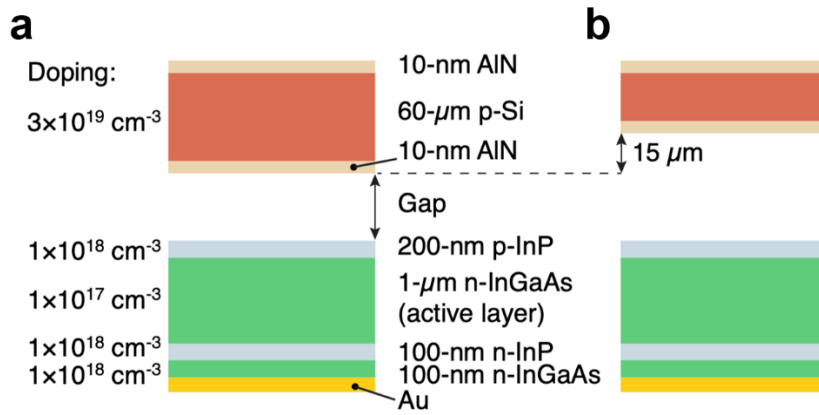 a
b
Doping:
10-nm AlN
3×10¹⁹ cm⁻³
60-µm p-Si
10-nm AlN
15 µm
Gap
1×10¹⁸ cm⁻³
200-nm p-InP
1×10¹⁷ cm⁻³
1-µm n-InGaAs
(active layer)
1×10¹⁸ cm⁻³
100-nm n-InP
1×10¹⁸ cm⁻³
100-nm n-InGaAs
Au